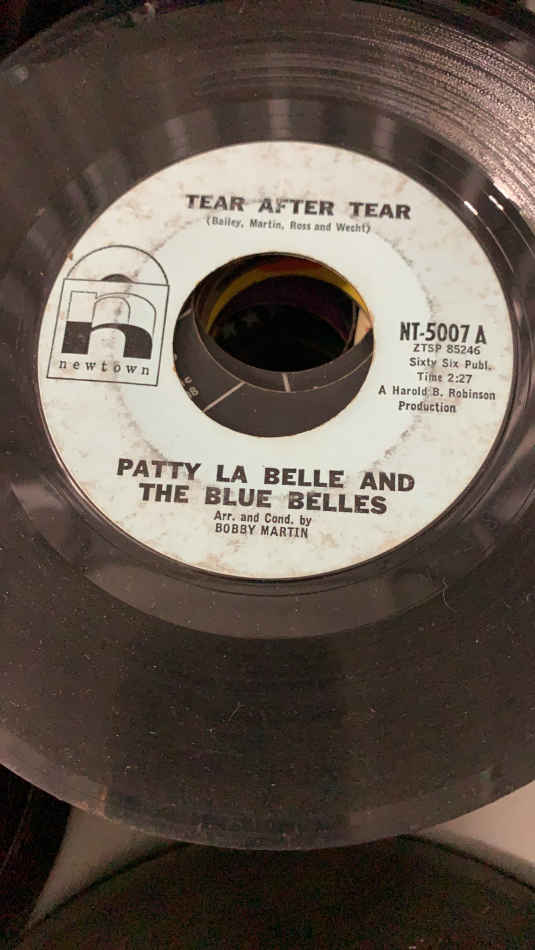 TEAR AFTER TEAR
(Bailey, Martin, Ross and Wecht)
n
newtown
NT-5007 A
ZTSP 85246
Sixty Six Publ.
Time 2:27
A Harold B. Robinson
Production
PATTY LA BELLE AND
THE BLUE BELLES
Arr. and Cond. by
BOBBY MARTIN